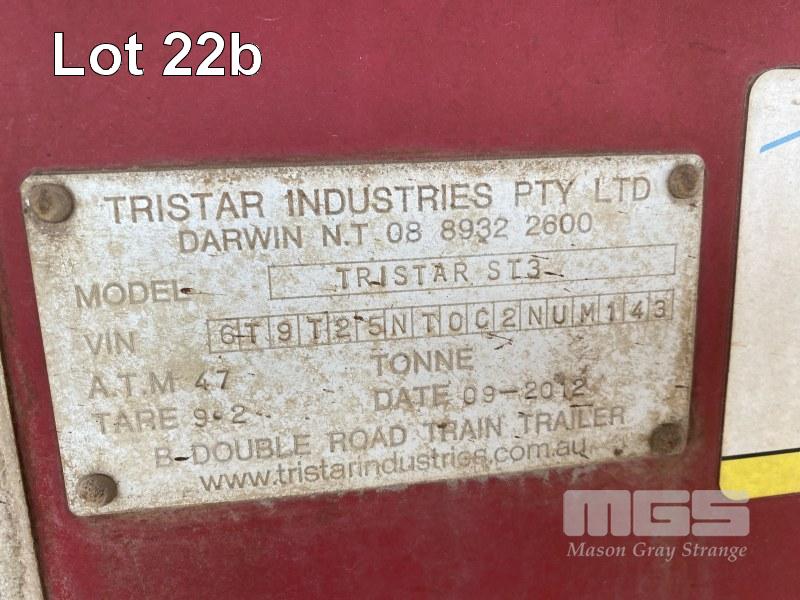 Lot 22b
TRISTAR INDUSTRIES PTY LTD
DARWIN N.T 08 8932 2600
MODEL TRISTAR ST3
VIN 6T9T25NT0C2NUM143
A.T.M 47 TONNE
TARE 9.2 DATE 09-2012
B-DOUBLE ROAD TRAIN TRAILER
www.tristarindustries.com.au
MGS
Mason Gray Strange